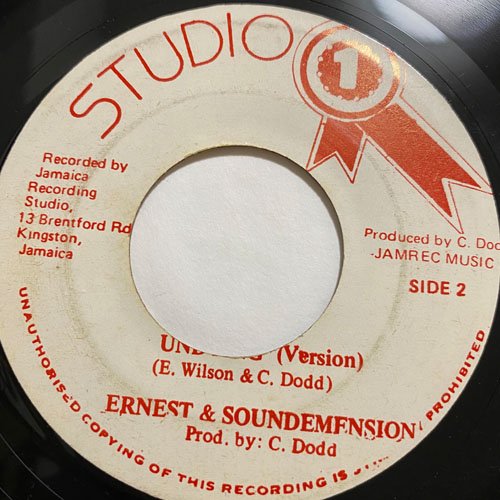 STUDIO 1
Recorded by
Jamaica
Recording
Studio,
13 Brentford Rd
Kingston,
Jamaica
Produced by C. Dod
JAMREC MUSIC
SIDE 2
(Version)
(E. Wilson & C. Dodd)
ERNEST & SOUNDEMENSION
Prod. by: C. Dodd
UNAUTHORISED COPYING OF THIS RECORDING IS PROHIBITED